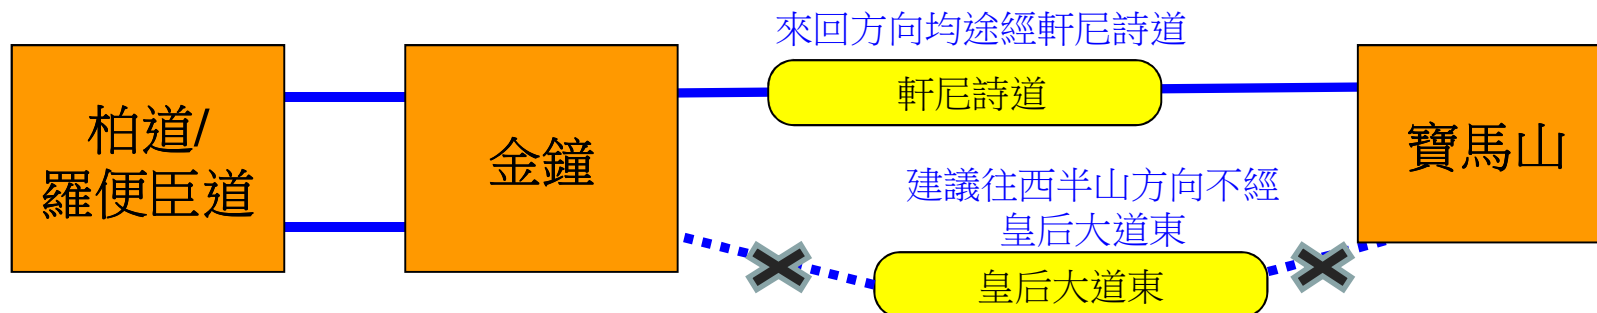 來回方向均途經軒尼詩道
柏道/
羅便臣道
金鐘
軒尼詩道
寶馬山
建議往西半山方向不經
皇后大道東
皇后大道東